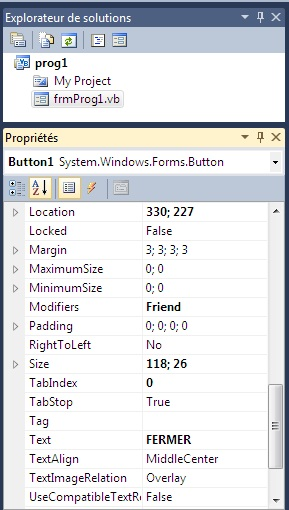 Explorateur de solutions
prog1
My Project
frmProg1.vb
Propriétés
Button1 System.Windows.Forms.Button
Location 330; 227
Locked False
Margin 3; 3; 3; 3
MaximumSize 0; 0
MinimumSize 0; 0
Modifiers Friend
Padding 0; 0; 0; 0
RightToLeft No
Size 118; 26
TabIndex 0
TabStop True
Tag
Text FERMER
TextAlign MiddleCenter
TextImageRelation Overlay
UseCompatibleTextRe False